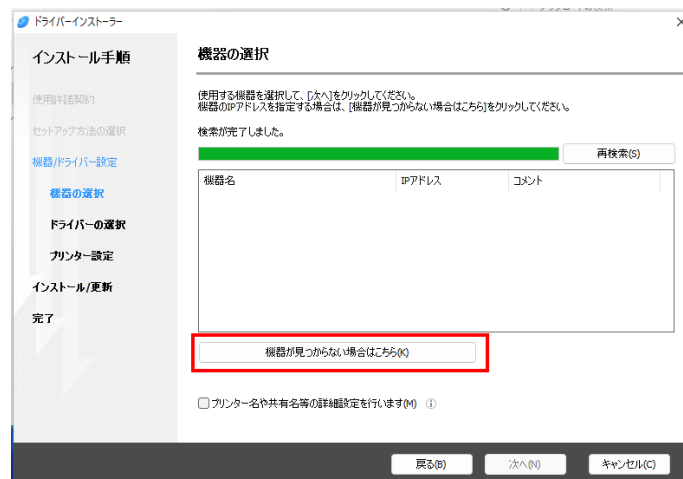 ドライバーインストーラー
インストール手順
使用許諾契約
セットアップ方法の選択
機器/ドライバー設定
機器の選択
ドライバーの選択
プリンター設定
インストール/更新
完了
機器の選択
使用する機器を選択して、[次へ]をクリックしてください。
機器のIPアドレスを指定する場合は、[機器が見つからない場合はこちら]をクリックしてください。
検索が完了しました。
再検索(S)
機器名 IPアドレス コメント
機器が見つからない場合はこちら(K)
プリンター名や共有名等の詳細設定を行います(M)
戻る(B) 次へ(N) キャンセル(C)